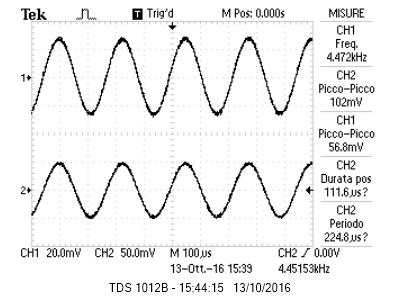 Tek Trig'd M Pos: 0.000s MISURE
CH1
Freq.
4.472kHz
CH2
Picco-Picco
102mV
CH1
Picco-Picco
56.8mV
CH2
Durata pos
111.6µs?
CH2
Periodo
224.8µs?
1
2
CH1 20.0mV CH2 50.0mV M 100µs CH2 / 0.00V
13-Ott.-16 15:39 4.45153kHz
TDS 1012B - 15:44:15 13/10/2016